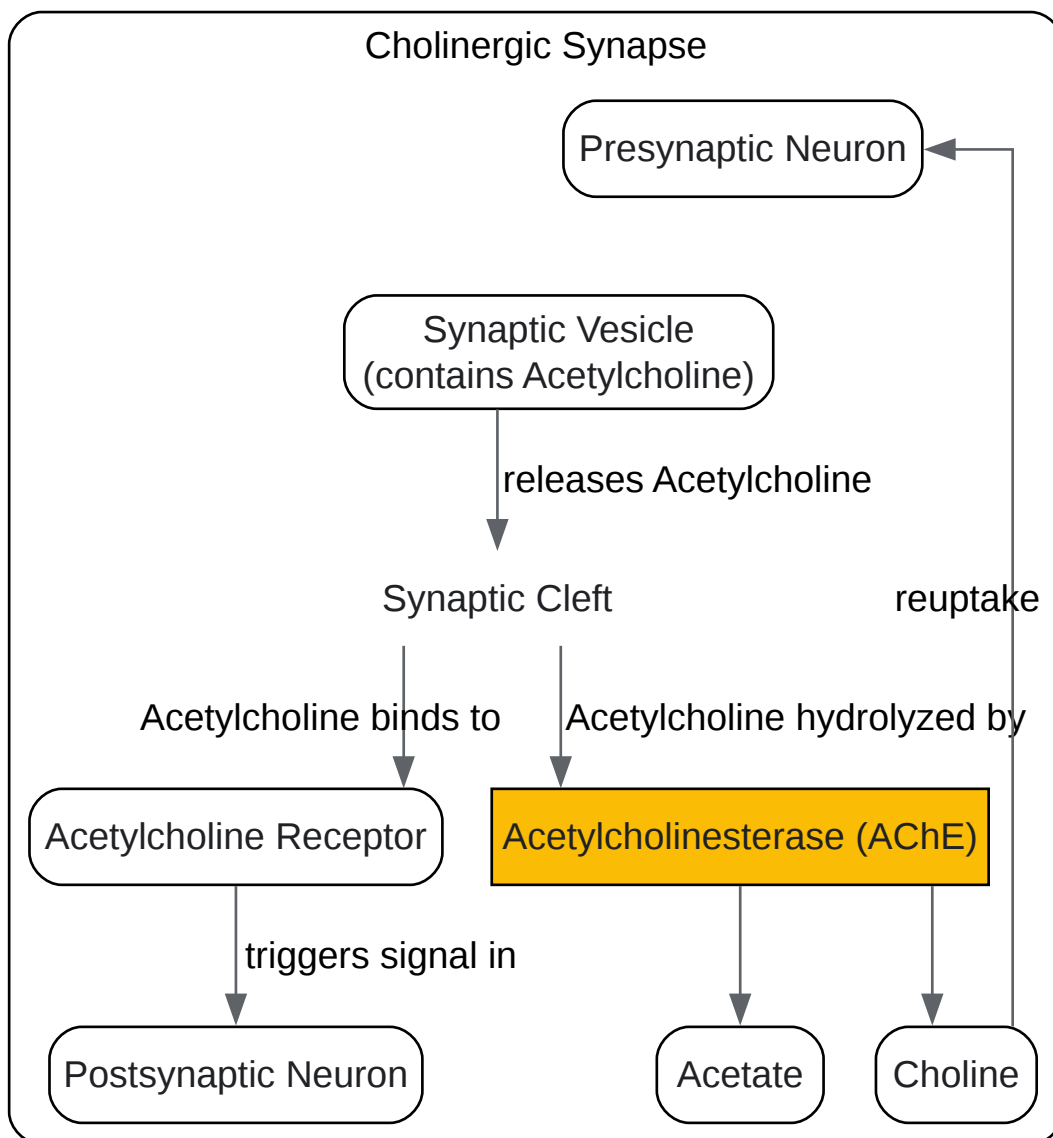 Cholinergic Synapse
Presynaptic Neuron
Synaptic Vesicle
(contains Acetylcholine)
releases Acetylcholine
Synaptic Cleft
reuptake
Acetylcholine binds to
Acetylcholine hydrolyzed by
Acetylcholine Receptor
Acetylcholinesterase (AChE)
triggers signal in
Postsynaptic Neuron
Acetate
Choline